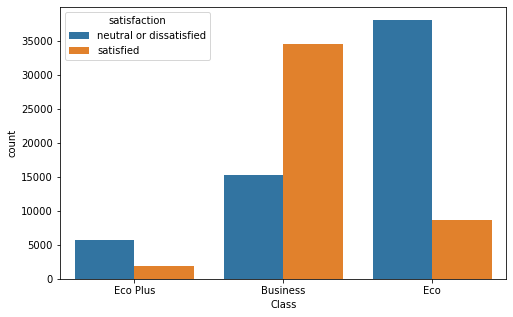 satisfaction
neutral or dissatisfied
satisfied
35000
30000
25000
20000
15000
10000
5000
0
count
Eco Plus
Business
Eco
Class